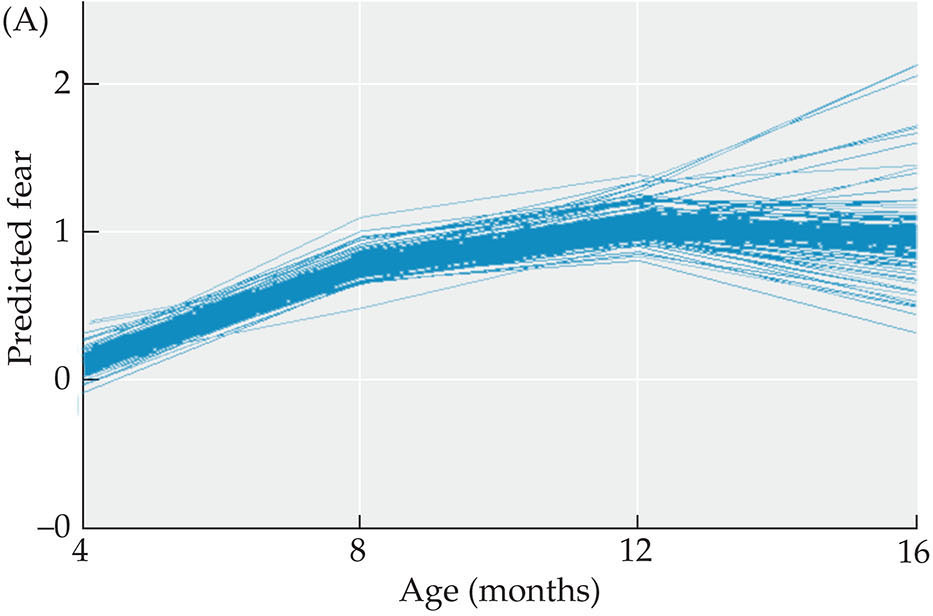 (A)
2
1
0
–0
Predicted fear
4 8 12 16
Age (months)